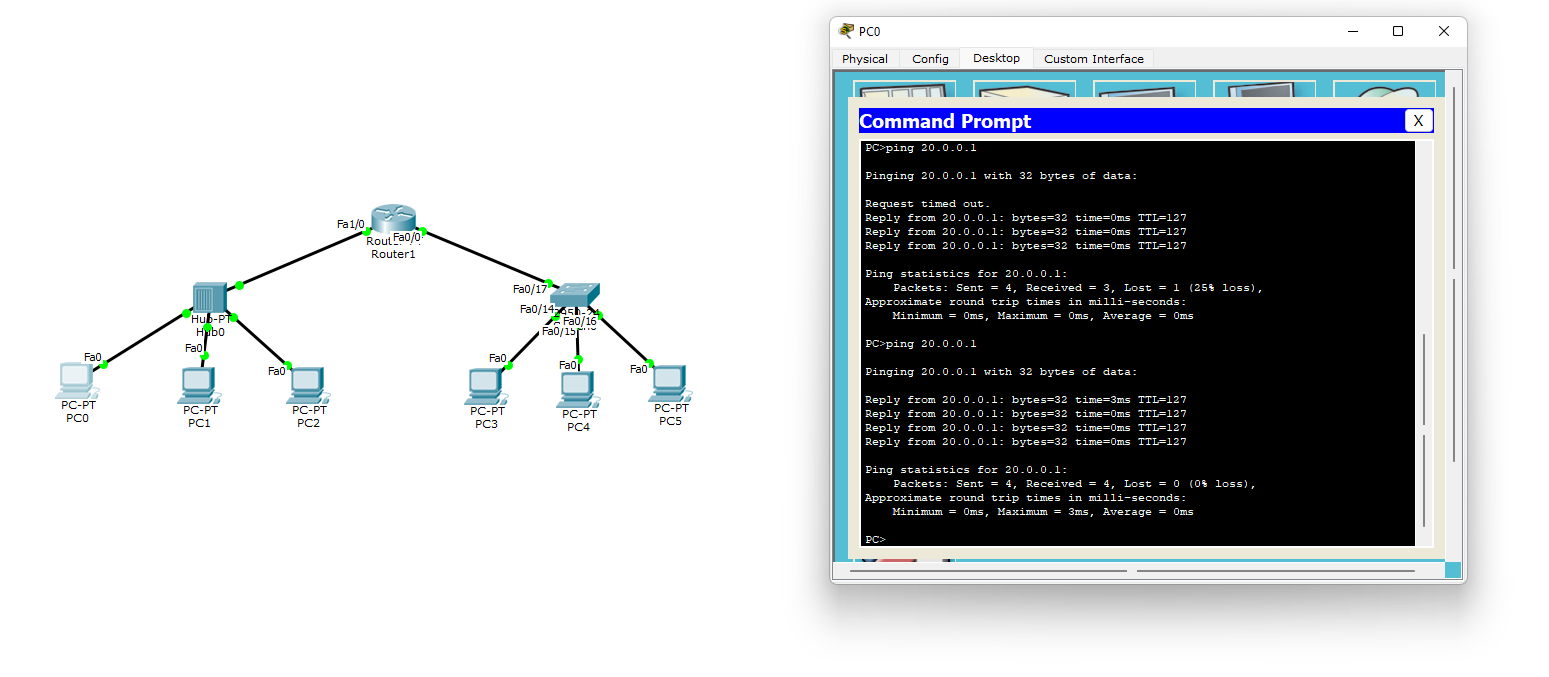 Fa1/0
Fa0/0
Router1
Fa0/17
Fa0/14
Fa0/16
Fa0/15
Hub-PT
Hub0
Fa0
PC-PT
PC0
Fa0
PC-PT
PC1
Fa0
PC-PT
PC2
Fa0
PC-PT
PC3
Fa0
PC-PT
PC4
Fa0
PC-PT
PC5
PC0
Physical Config Desktop Custom Interface
Command Prompt X
PC>ping 20.0.0.1
Pinging 20.0.0.1 with 32 bytes of data:
Request timed out.
Reply from 20.0.0.1: bytes=32 time=0ms TTL=127
Reply from 20.0.0.1: bytes=32 time=0ms TTL=127
Reply from 20.0.0.1: bytes=32 time=0ms TTL=127
Ping statistics for 20.0.0.1:
Packets: Sent = 4, Received = 3, Lost = 1 (25% loss),
Approximate round trip times in milli-seconds:
Minimum = 0ms, Maximum = 0ms, Average = 0ms
PC>ping 20.0.0.1
Pinging 20.0.0.1 with 32 bytes of data:
Reply from 20.0.0.1: bytes=32 time=3ms TTL=127
Reply from 20.0.0.1: bytes=32 time=0ms TTL=127
Reply from 20.0.0.1: bytes=32 time=0ms TTL=127
Reply from 20.0.0.1: bytes=32 time=0ms TTL=127
Ping statistics for 20.0.0.1:
Packets: Sent = 4, Received = 4, Lost = 0 (0% loss),
Approximate round trip times in milli-seconds:
Minimum = 0ms, Maximum = 3ms, Average = 0ms
PC>